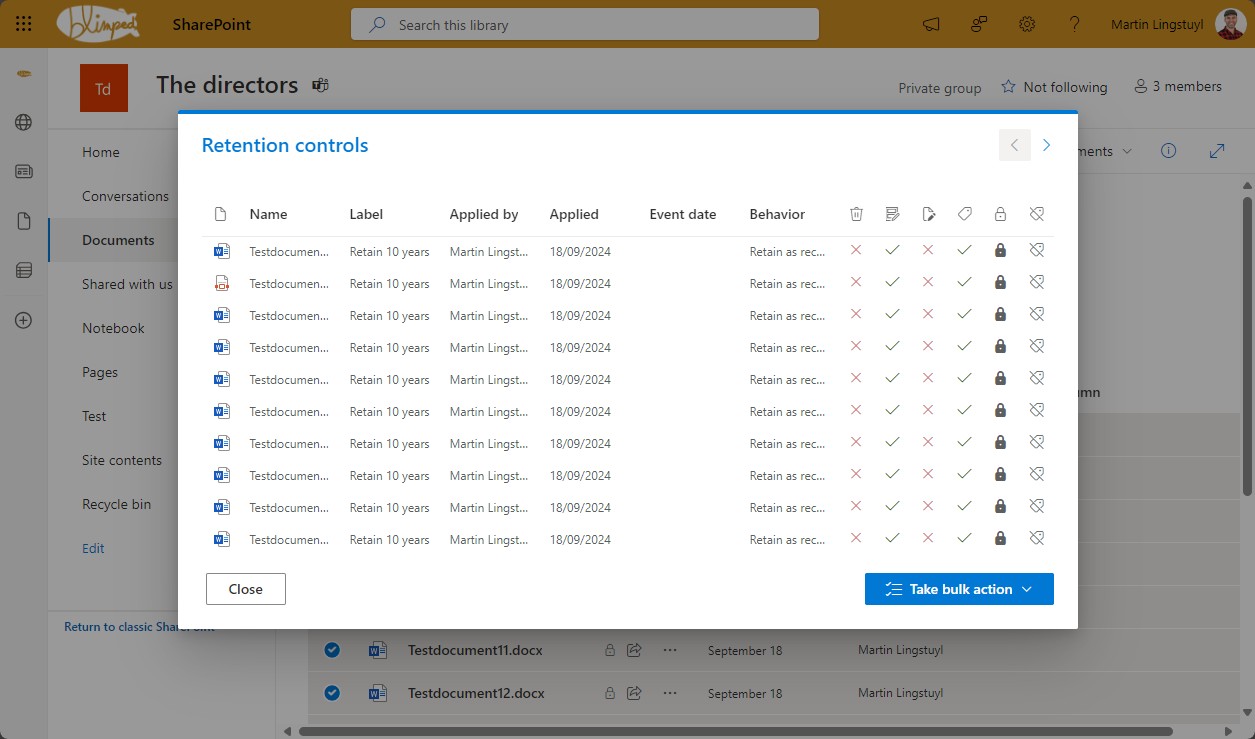 blimped
SharePoint
Search this library
Martin Lingstuyl
Td
The directors
Private group
Not following
3 members
Home
Conversations
Documents
Shared with us
Notebook
Pages
Test
Site contents
Recycle bin
Edit
Return to classic SharePoint
Retention controls
Name Label Applied by Applied Event date Behavior
Testdocumen... Retain 10 years Martin Lingst... 18/09/2024 Retain as rec...
Testdocumen... Retain 10 years Martin Lingst... 18/09/2024 Retain as rec...
Testdocumen... Retain 10 years Martin Lingst... 18/09/2024 Retain as rec...
Testdocumen... Retain 10 years Martin Lingst... 18/09/2024 Retain as rec...
Testdocumen... Retain 10 years Martin Lingst... 18/09/2024 Retain as rec...
Testdocumen... Retain 10 years Martin Lingst... 18/09/2024 Retain as rec...
Testdocumen... Retain 10 years Martin Lingst... 18/09/2024 Retain as rec...
Testdocumen... Retain 10 years Martin Lingst... 18/09/2024 Retain as rec...
Testdocumen... Retain 10 years Martin Lingst... 18/09/2024 Retain as rec...
Testdocumen... Retain 10 years Martin Lingst... 18/09/2024 Retain as rec...
Close
Take bulk action
ments
mn
Testdocument11.docx September 18 Martin Lingstuyl
Testdocument12.docx September 18 Martin Lingstuyl